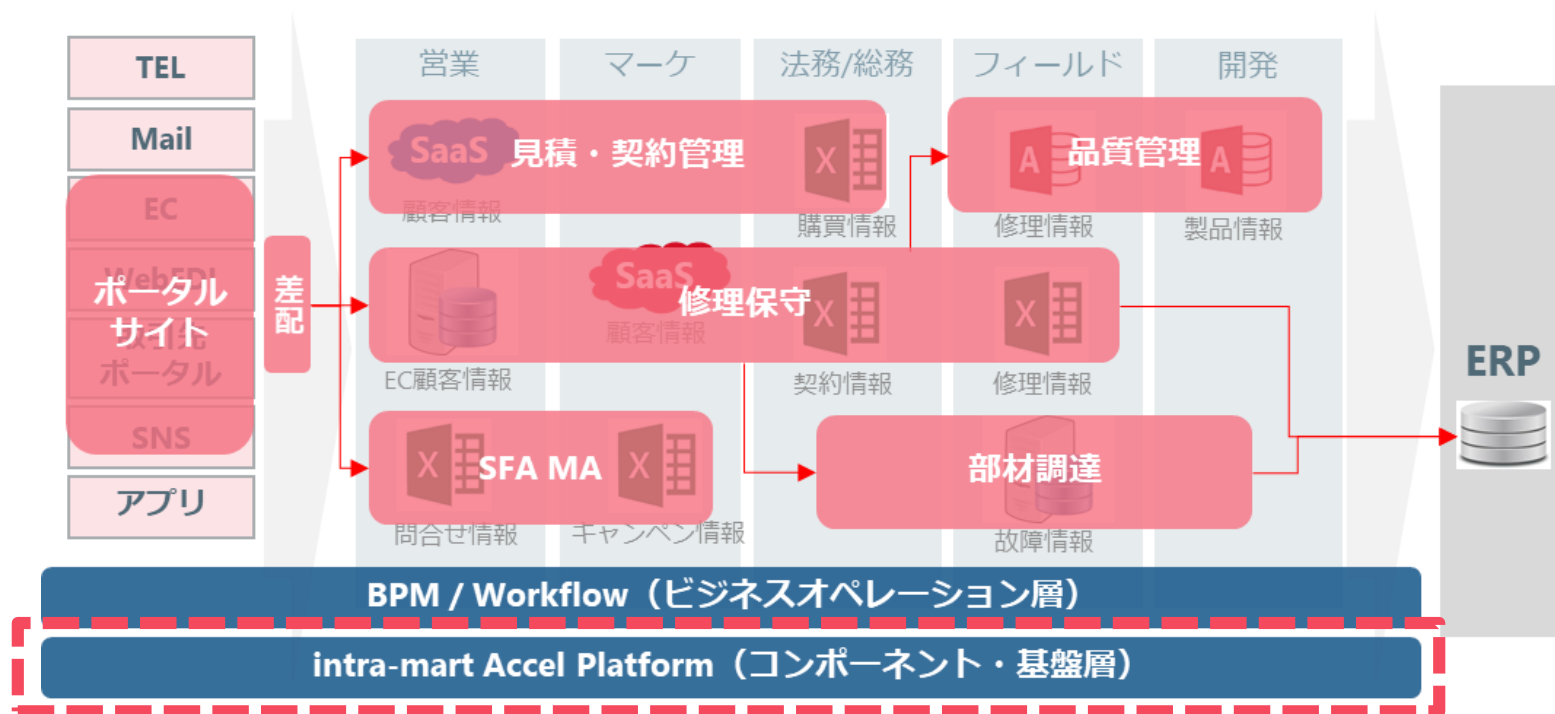 TEL
Mail
EC
WebEDI
取引先
ポータル
SNS
アプリ
ポータル
サイト
差配
営業
マーケ
法務/総務
フィールド
開発
SaaS
見積・契約管理
顧客情報
X
購買情報
A
品質管理
A
修理情報
製品情報
SaaS
修理保守
EC顧客情報
顧客情報
X
契約情報
X
修理情報
X
SFA MA
X
問合せ情報
キャンペン情報
部材調達
故障情報
ERP
BPM / Workflow（ビジネスオペレーション層）
intra-mart Accel Platform（コンポーネント・基盤層）